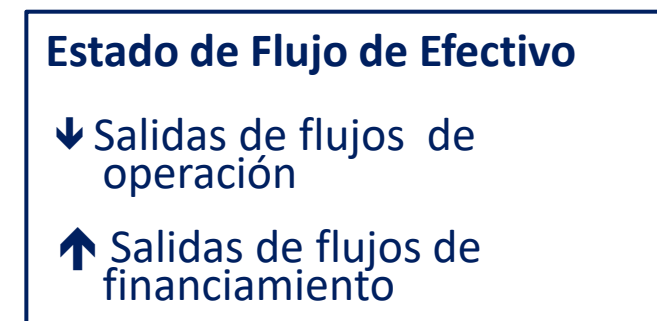 Estado de Flujo de Efectivo
🡻 Salidas de flujos de
operación
🡹 Salidas de flujos de
financiamiento